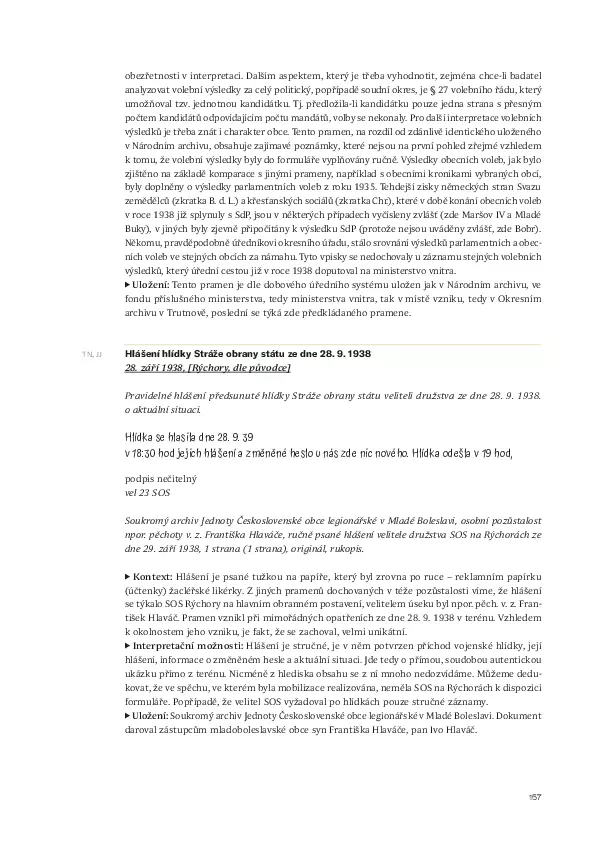 obezřetnosti v interpretaci. Dalším aspektem, který je třeba vyhodnotit, zejména chce-li badatel
analyzovat volební výsledky za celý politický, popřípadě soudní okres, je § 27 volebního řádu, který
umožňoval tzv. jednotnou kandidátku. Tj. předložila-li kandidátku pouze jedna strana s přesným
počtem kandidátů odpovídajícím počtu mandátů, volby se nekonaly. Pro další interpretace volebních
výsledků je třeba znát i charakter obce. Tento pramen, na rozdíl od zdánlivě identického uloženého
v Národním archivu, obsahuje zajímavé poznámky, které nejsou na první pohled zřejmé vzhledem
k tomu, že volební výsledky byly do formuláře vyplňovány ručně. Výsledky obecních voleb, jak bylo
zjištěno na základě komparace s jinými prameny, například s obecními kronikami vybraných obcí,
byly doplněny o výsledky parlamentních voleb z roku 1935. Tehdejší zisky německých stran Svazu
zemědělců (zkratka B. d. L.) a křesťanských sociálů (zkratka Chr.), které v době konání obecních voleb
v roce 1938 již splynuly s SdP, jsou v některých případech vyčísleny zvlášť (zde Maršov IV a Mladé
Buky), v jiných byly zjevně připočítány k výsledku SdP (protože nejsou uváděny zvlášť, zde Bobr).
Někomu, pravděpodobně úředníkovi okresního úřadu, stálo srovnání výsledků parlamentních a obec-
ních voleb ve stejných obcích za námahu. Tyto vpisky se nedochovaly u záznamu stejných volebních
výsledků, který úřední cestou již v roce 1938 doputoval na ministerstvo vnitra.
▶ Uložení: Tento pramen je dle dobového úředního systému uložen jak v Národním archivu, ve
fondu příslušného ministerstva, tedy ministerstva vnitra, tak v místě vzniku, tedy v Okresním
archivu v Trutnově, poslední se týká zde předkládaného pramene.
TN, JJ
Hlášení hlídky Stráže obrany státu ze dne 28. 9. 1938
28. září 1938, [Rýchory, dle původce]
Pravidelné hlášení předsunuté hlídky Stráže obrany státu veliteli družstva ze dne 28. 9. 1938.
o aktuální situaci.
Hlídka se hlasila dne 28. 9. 39
v 18:30 hod jejich hlášení a změněné heslo u nás zde nic nového. Hlídka odešla v 19 hod,
podpis nečitelný
vel 23 SOS
Soukromý archiv Jednoty Československé obce legionářské v Mladé Boleslavi, osobní pozůstalost
npor. pěchoty v. z. Františka Hlaváče, ručně psané hlášení velitele družstva SOS na Rýchorách ze
dne 29. září 1938, 1 strana (1 strana), originál, rukopis.
▶ Kontext: Hlášení je psané tužkou na papíře, který byl zrovna po ruce – reklamním papírku
(účtenky) žacléřské likérky. Z jiných pramenů dochovaných v téže pozůstalosti víme, že hlášení
se týkalo SOS Rýchory na hlavním obranném postavení, velitelem úseku byl npor. pěch. v. z. Fran-
tišek Hlaváč. Pramen vznikl při mimořádných opatřeních ze dne 28. 9. 1938 v terénu. Vzhledem
k okolnostem jeho vzniku, je fakt, že se zachoval, velmi unikátní.
▶ Interpretační možnosti: Hlášení je stručné, je v něm potvrzen příchod vojenské hlídky, její
hlášení, informace o změněném hesle a aktuální situaci. Jde tedy o přímou, soudobou autentickou
ukázku přímo z terénu. Nicméně z hlediska obsahu se z ní mnoho nedozvídáme. Můžeme dedu-
kovat, že ve spěchu, ve kterém byla mobilizace realizována, neměla SOS na Rýchorách k dispozici
formuláře. Popřípadě, že velitel SOS vyžadoval po hlídkách pouze stručné záznamy.
▶ Uložení: Soukromý archiv Jednoty Československé obce legionářské v Mladé Boleslavi. Dokument
daroval zástupcům mladoboleslavské obce syn Františka Hlaváče, pan Ivo Hlaváč.
157